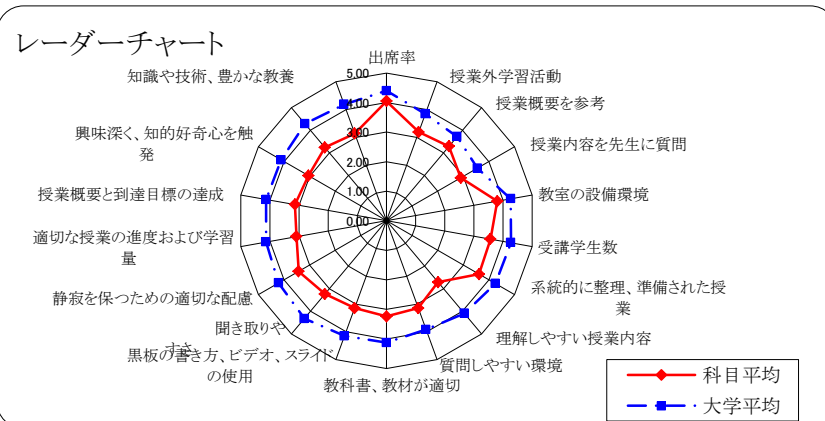 レーダーチャート
出席率
授業外学習活動
授業概要を参考
授業内容を先生に質問
教室の設備環境
受講学生数
系統的に整理、準備された授
業
理解しやすい授業内容
質問しやすい環境
教科書、教材が適切
黒板の書き方、ビデオ、スライド
の使用
聞き取りや
すさ
静寂を保つための適切な配慮
適切な授業の進度および学習
量
授業概要と到達目標の達成
興味深く、知的好奇心を触
発
知識や技術、豊かな教養
5.00
4.00
3.00
2.00
1.00
0.00
科目平均
大学平均